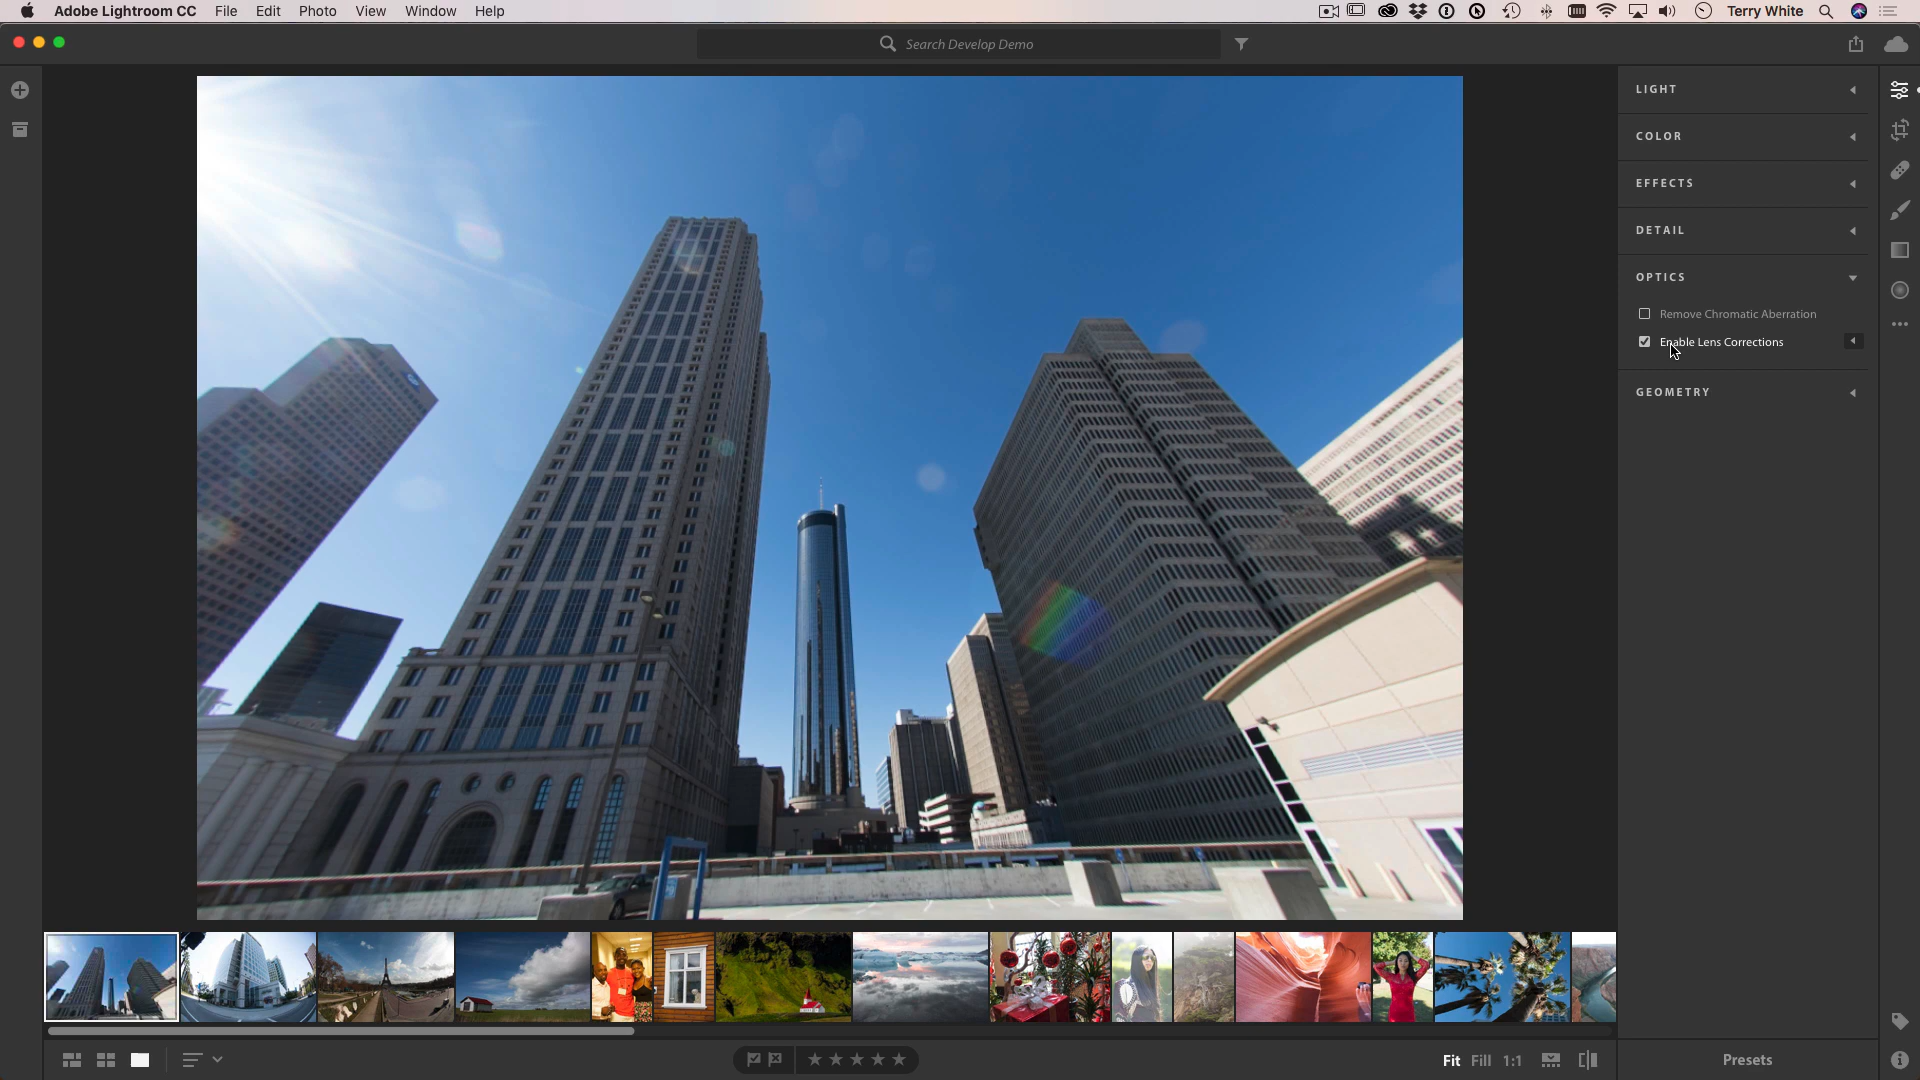 Adobe Lightroom CC File Edit Photo View Window Help Terry White
Search Develop Demo
LIGHT
COLOR
EFFECTS
DETAIL
OPTICS
Remove Chromatic Aberration
Enable Lens Corrections
GEOMETRY
Fit Fill 1:1 Presets